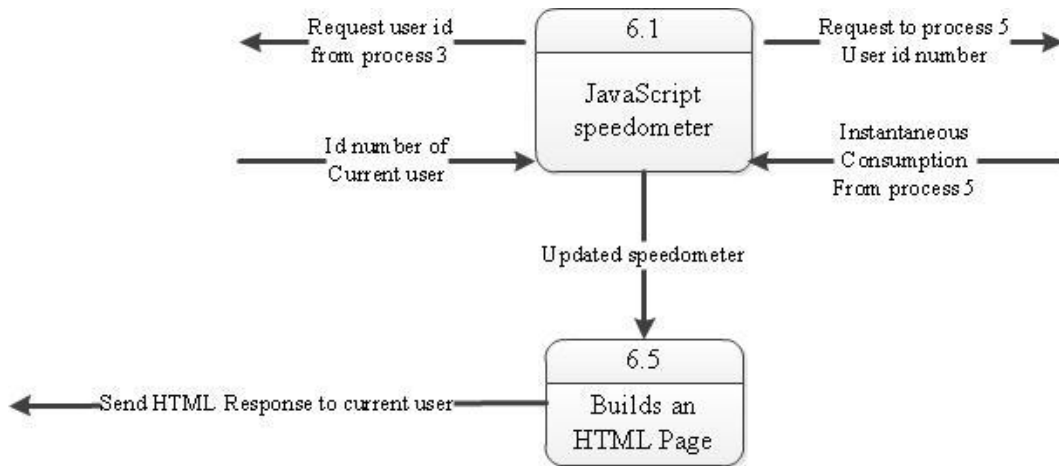 Request user id
from process 3
6.1
JavaScript
speedometer
Request to process 5
User id number
Id number of
Current user
Instantaneous
Consumption
From process 5
Updated speedometer
6.5
Builds an
HTML Page
Send HTML Response to current user